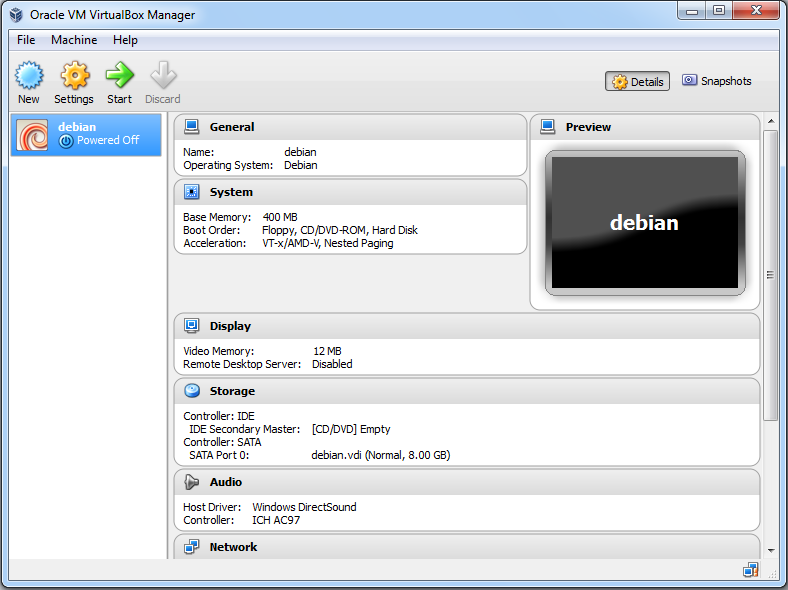 Oracle VM VirtualBox Manager
File Machine Help
New Settings Start Discard
Details Snapshots
debian
Powered Off
General
Name: debian
Operating System: Debian
System
Base Memory: 400 MB
Boot Order: Floppy, CD/DVD-ROM, Hard Disk
Acceleration: VT-x/AMD-V, Nested Paging
Preview
debian
Display
Video Memory: 12 MB
Remote Desktop Server: Disabled
Storage
Controller: IDE
IDE Secondary Master: [CD/DVD] Empty
Controller: SATA
SATA Port 0: debian.vdi (Normal, 8.00 GB)
Audio
Host Driver: Windows DirectSound
Controller: ICH AC97
Network